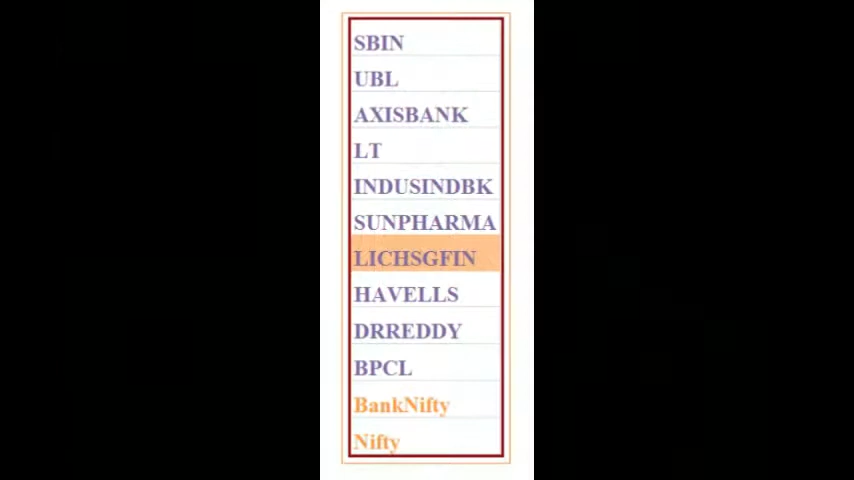 SBIN
UBL
AXISBANK
LT
INDUSINDBK
SUNPHARMA
LICHSGFIN
HAVELLS
DRREDDY
BPCL
BankNifty
Nifty